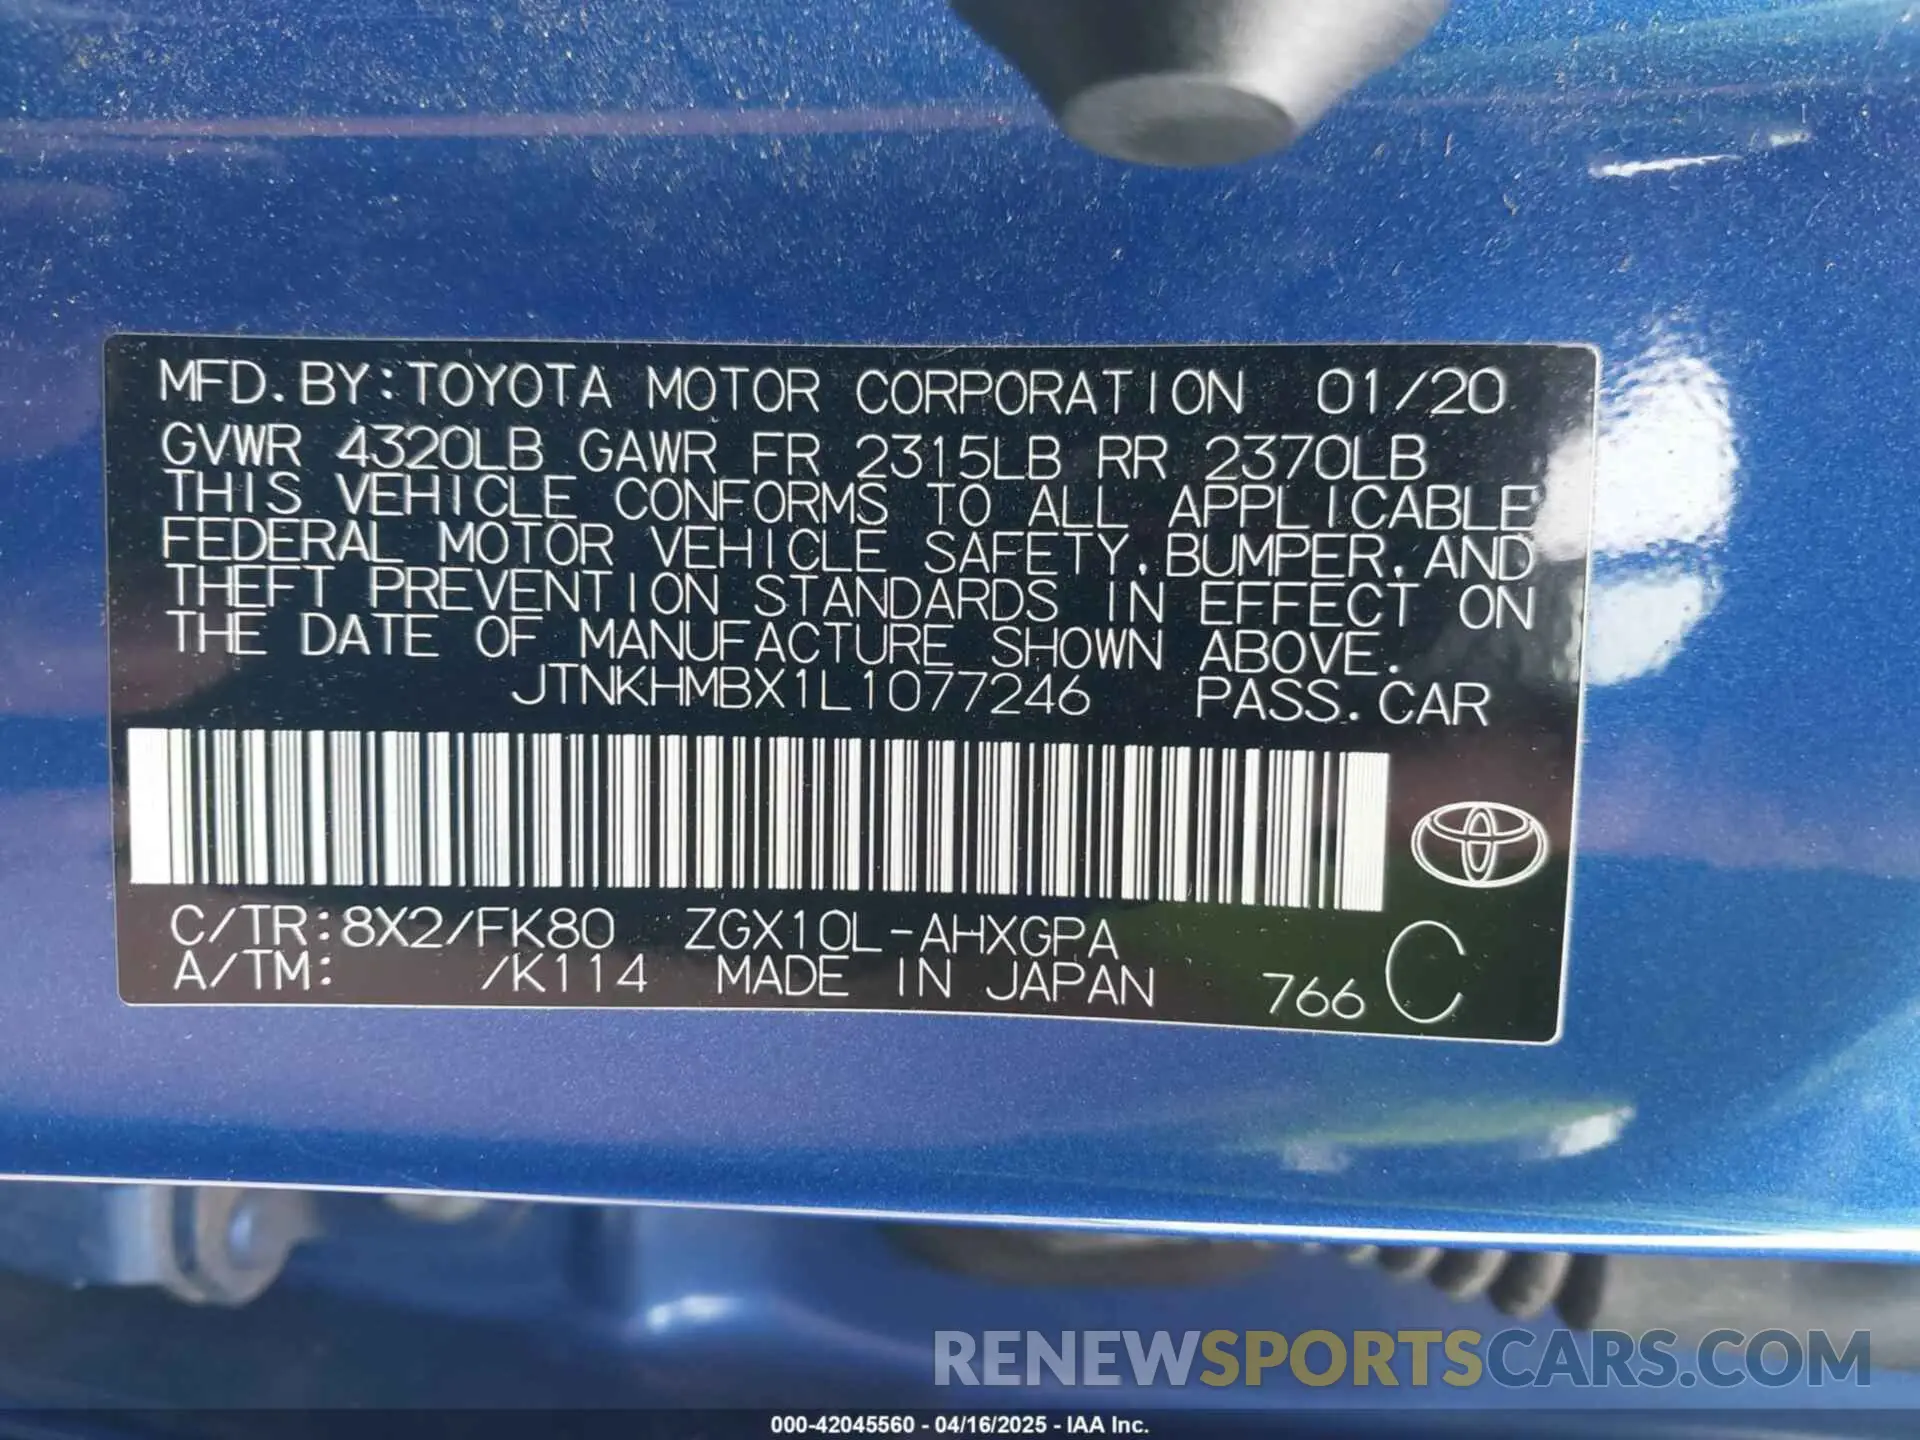 MFD.BY:TOYOTA MOTOR CORPORATION 01/20
GVWR 4320LB GAWR FR 2315LB RR 2370LB
THIS VEHICLE CONFORMS TO ALL APPLICABLE
FEDERAL MOTOR VEHICLE SAFETY,BUMPER,AND
THEFT PREVENTION STANDARDS IN EFFECT ON
THE DATE OF MANUFACTURE SHOWN ABOVE.
JTNKHMBX1L1077246 PASS.CAR
C/TR:8X2/FK80 ZGX10L-AHXGPA
A/TM: /K114 MADE IN JAPAN 766 C
RENEWSPORTSCARS.COM
000-42045560 - 04/16/2025 - IAA Inc.